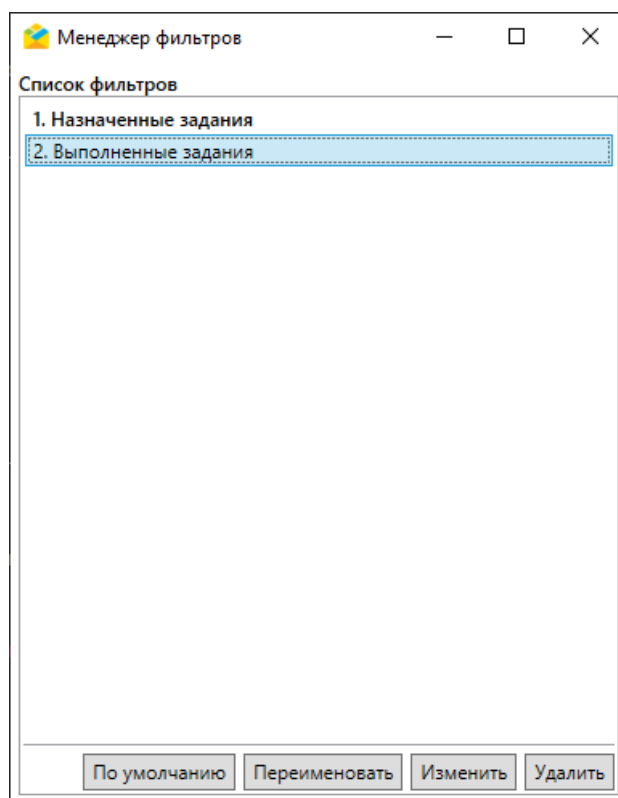 Менеджер фильтров
Список фильтров
1. Назначенные задания
2. Выполненные задания
По умолчанию Переименовать Изменить Удалить